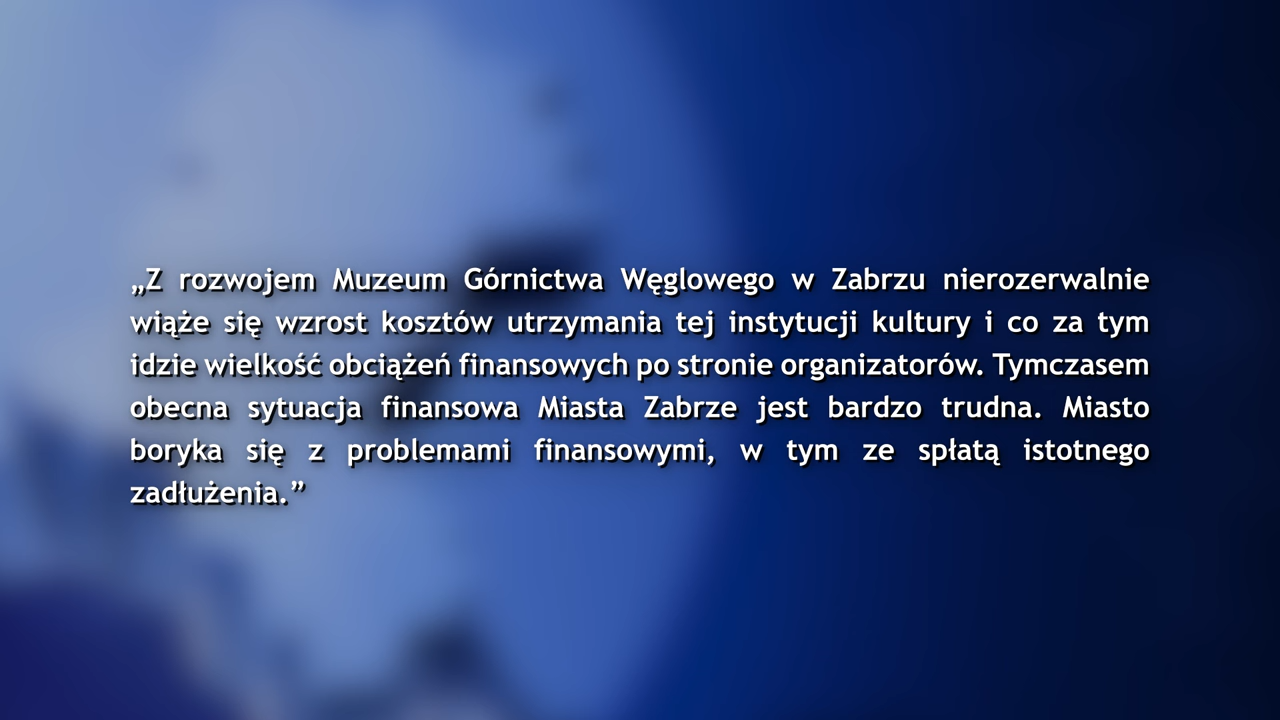 „Z rozwojem Muzeum Górnictwa Węglowego w Zabrzu nierozerwalnie
wiąże się wzrost kosztów utrzymania tej instytucji kultury i co za tym
idzie wielkość obciążeń finansowych po stronie organizatorów. Tymczasem
obecna sytuacja finansowa Miasta Zabrze jest bardzo trudna. Miasto
boryka się z problemami finansowymi, w tym ze spłatą istotnego
zadłużenia.”